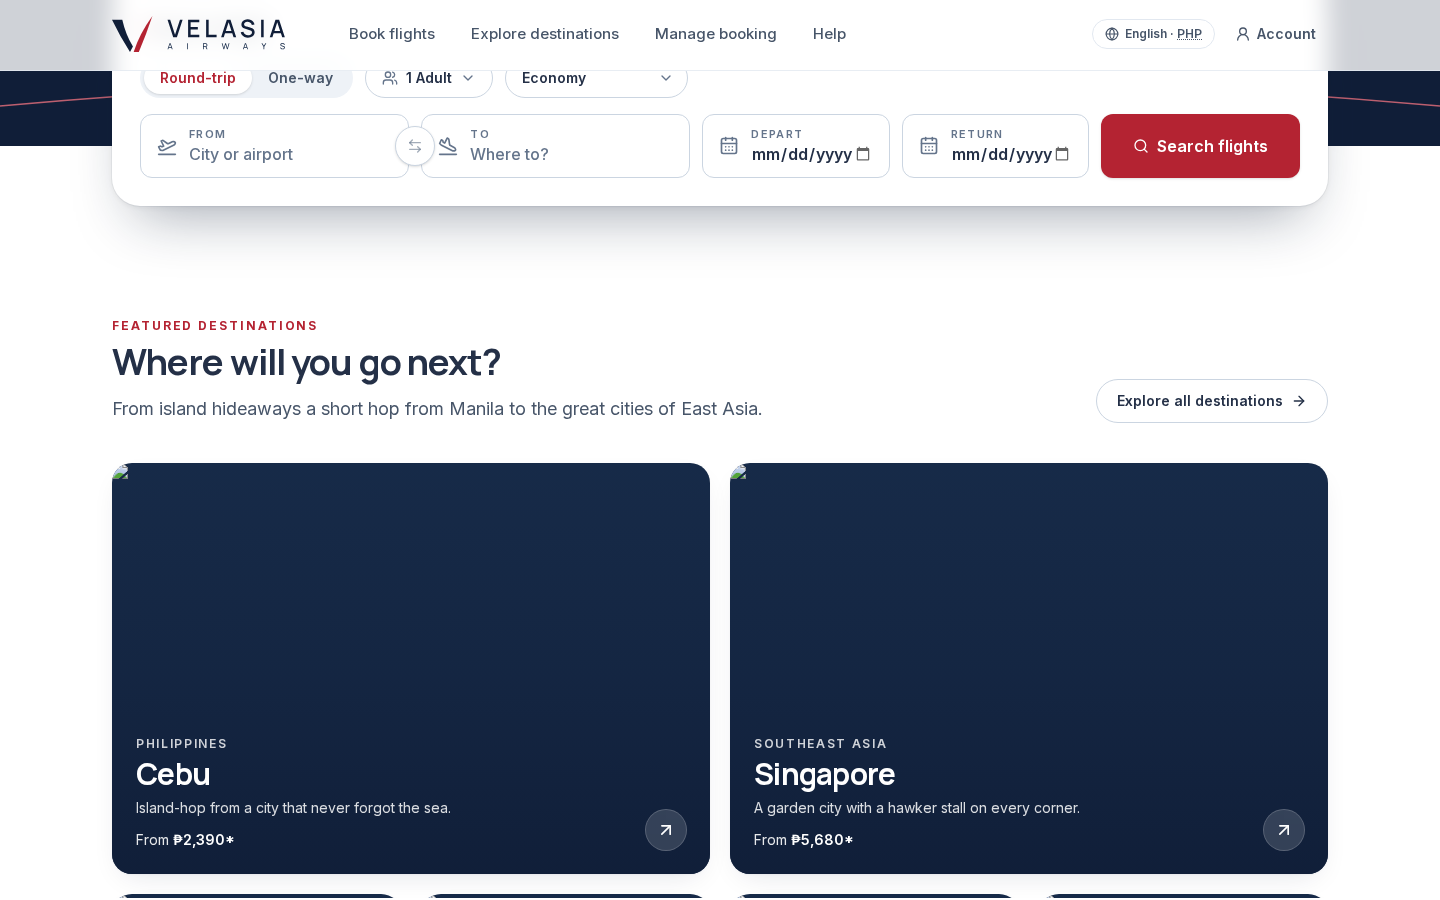 VELASIA
AIRWAYS
Book flights
Explore destinations
Manage booking
Help
English · PHP
Account
Round-trip
One-way
1 Adult
Economy
FROM
City or airport
TO
Where to?
DEPART
mm/dd/yyyy
RETURN
mm/dd/yyyy
Search flights
FEATURED DESTINATIONS
Where will you go next?
From island hideaways a short hop from Manila to the great cities of East Asia.
Explore all destinations
PHILIPPINES
Cebu
Island-hop from a city that never forgot the sea.
From ₱2,390*
SOUTHEAST ASIA
Singapore
A garden city with a hawker stall on every corner.
From ₱5,680*